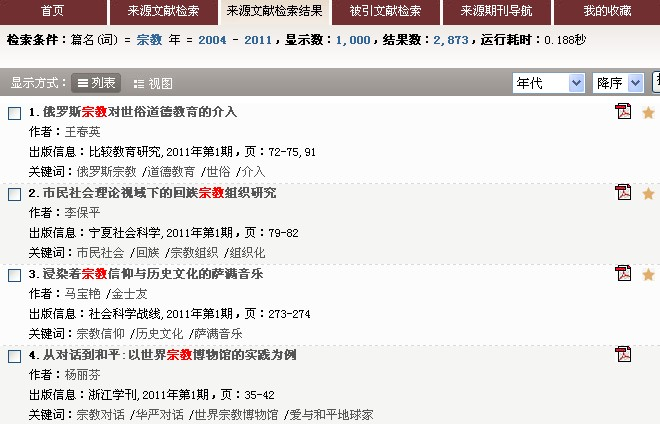 首页 来源文献检索 来源文献检索结果 被引文献检索 来源期刊导航 我的收藏
检索条件：篇名(词) = 宗教 年 = 2004 - 2011，显示数：1,000，结果数：2,873，运行耗时：0.188秒
显示方式： 列表 视图 年代 降序
1. 俄罗斯宗教对世俗道德教育的介入
作者：王春英
出版信息：比较教育研究,2011年第1期，页：72-75,91
关键词：俄罗斯宗教 /道德教育 /世俗 /介入
2. 市民社会理论视域下的回族宗教组织研究
作者：李保平
出版信息：宁夏社会科学,2011年第1期，页：79-82
关键词：市民社会 /回族 /宗教组织 /组织化
3. 浸染着宗教信仰与历史文化的萨满音乐
作者：马宝艳 /金士友
出版信息：社会科学战线,2011年第1期，页：273-274
关键词：宗教信仰 /历史文化 /萨满音乐
4. 从对话到和平:以世界宗教博物馆的实践为例
作者：杨丽芬
出版信息：浙江学刊,2011年第1期，页：35-42
关键词：宗教对话 /华严对话 /世界宗教博物馆 /爱与和平地球家